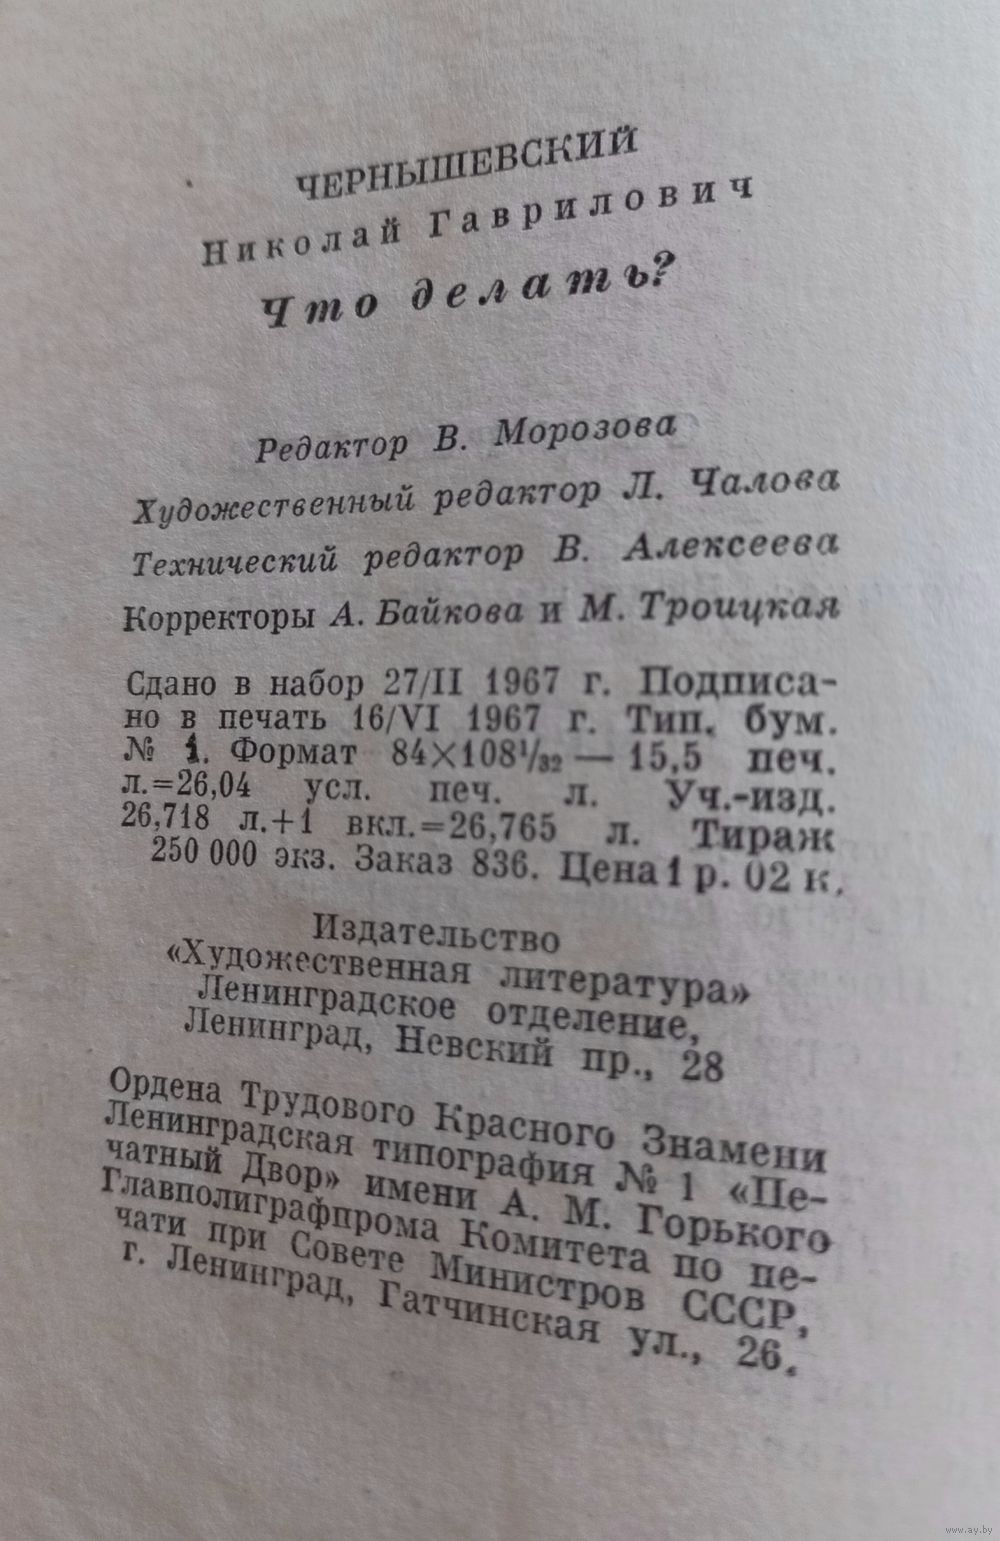 ЧЕРНЫШЕВСКИЙ
Николай Гаврилович
Что делать?
Редактор В. Морозова
Художественный редактор Л. Чалова
Технический редактор В. Алексеева
Корректоры А. Байкова и М. Троицкая
Сдано в набор 27/II 1967 г. Подписа-
но в печать 16/VI 1967 г. Тип. бум.
№ 1. Формат 84×108¹/₃₂ — 15,5 печ.
л.=26,04 усл. печ. л. Уч.-изд.
26,718 л.+1 вкл.=26,765 л. Тираж
250 000 экз. Заказ 836. Цена 1 р. 02 к.
Издательство
«Художественная литература»
Ленинградское отделение,
Ленинград, Невский пр., 28
Ордена Трудового Красного Знамени
Ленинградская типография № 1 «Пе-
чатный Двор» имени А. М. Горького
Главполиграфпрома Комитета по пе-
чати при Совете Министров СССР,
г. Ленинград, Гатчинская ул., 26.
www.ay.by